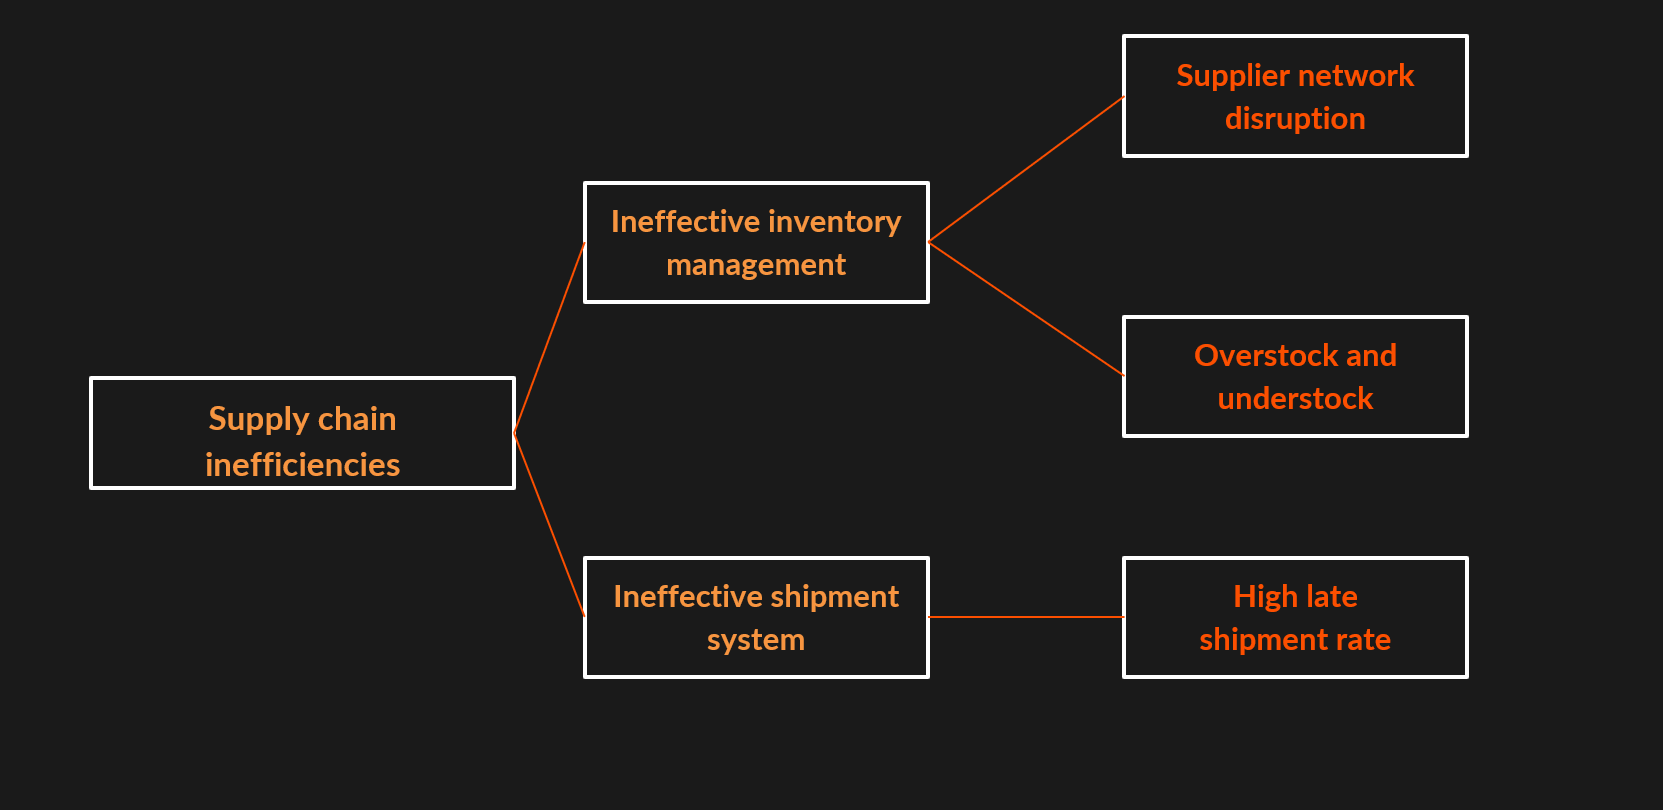 Supply chain
inefficiencies
Ineffective inventory
management
Ineffective shipment
system
Supplier network
disruption
Overstock and
understock
High late
shipment rate